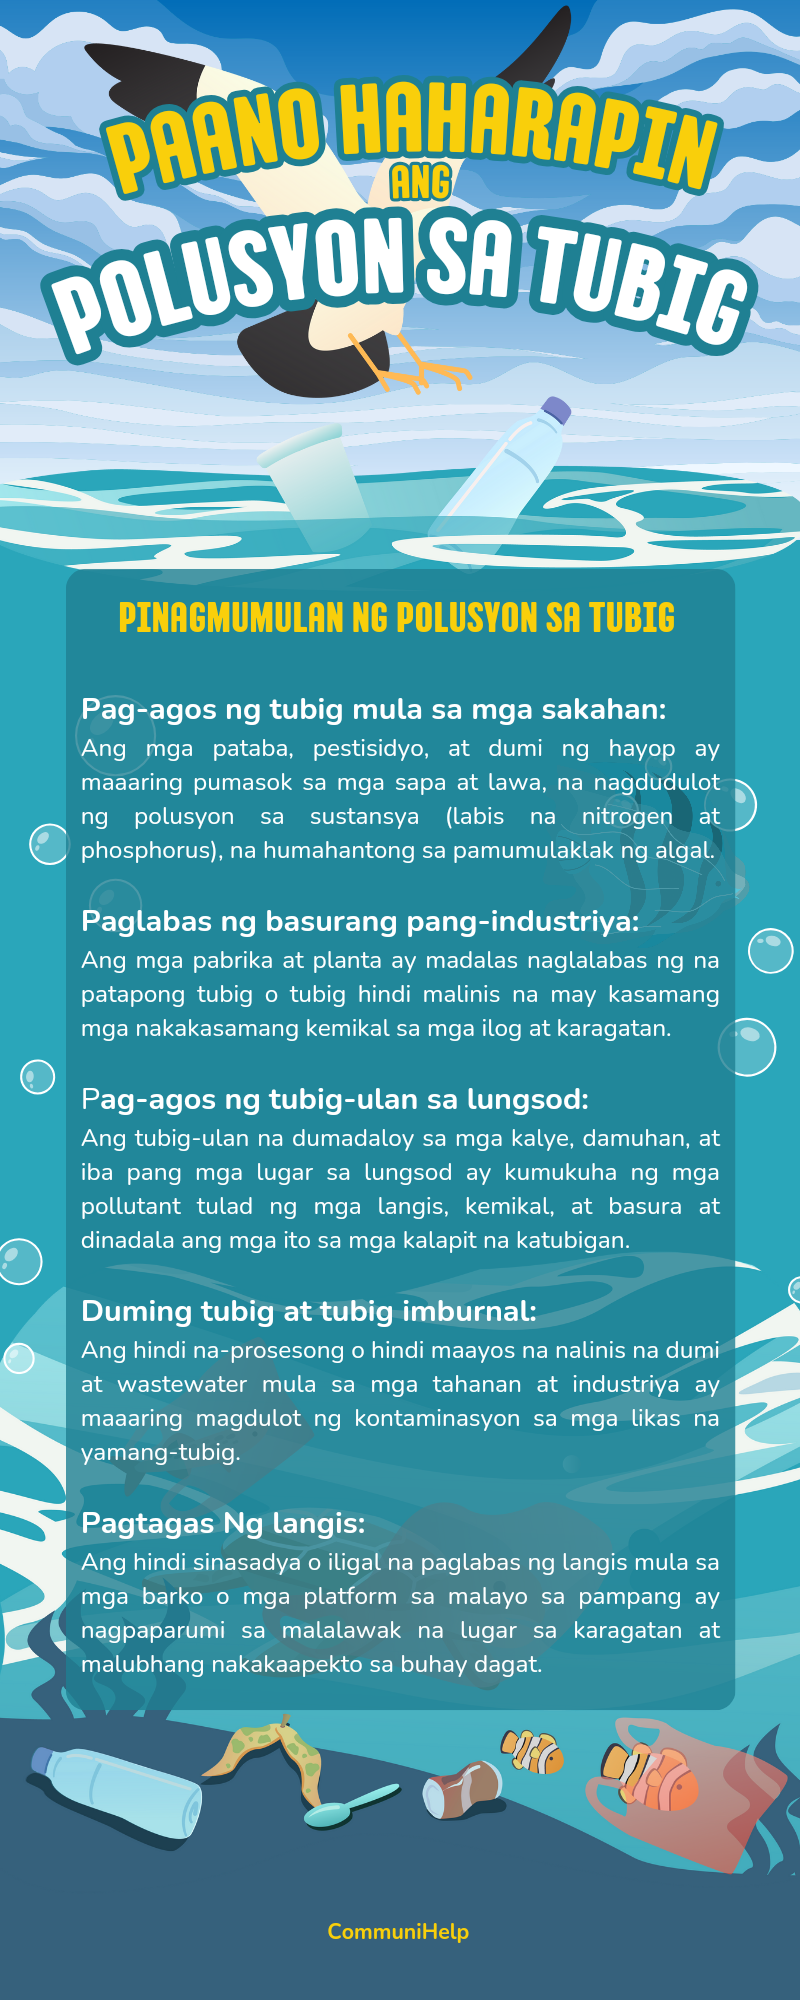 PAANO HAHARAPIN
ANG
POLUSYON SA TUBIG
PINAGMUMULAN NG POLUSYON SA TUBIG
Pag-agos ng tubig mula sa mga sakahan:
Ang mga pataba, pestisidyo, at dumi ng hayop ay
maaaring pumasok sa mga sapa at lawa, na nagdudulot
ng polusyon sa sustansya (labis na nitrogen at
phosphorus), na humahantong sa pamumulaklak ng algal.
Paglabas ng basurang pang-industriya:
Ang mga pabrika at planta ay madalas naglalabas ng na
patapong tubig o tubig hindi malinis na may kasamang
mga nakakasamang kemikal sa mga ilog at karagatan.
Pag-agos ng tubig-ulan sa lungsod:
Ang tubig-ulan na dumadaloy sa mga kalye, damuhan, at
iba pang mga lugar sa lungsod ay kumukuha ng mga
pollutant tulad ng mga langis, kemikal, at basura at
dinadala ang mga ito sa mga kalapit na katubigan.
Duming tubig at tubig imburnal:
Ang hindi na-prosesong o hindi maayos na nalinis na dumi
at wastewater mula sa mga tahanan at industriya ay
maaaring magdulot ng kontaminasyon sa mga likas na
yamang-tubig.
Pagtagas Ng langis:
Ang hindi sinasadya o iligal na paglabas ng langis mula sa
mga barko o mga platform sa malayo sa pampang ay
nagpaparumi sa malalawak na lugar sa karagatan at
malubhang nakakaapekto sa buhay dagat.
CommuniHelp